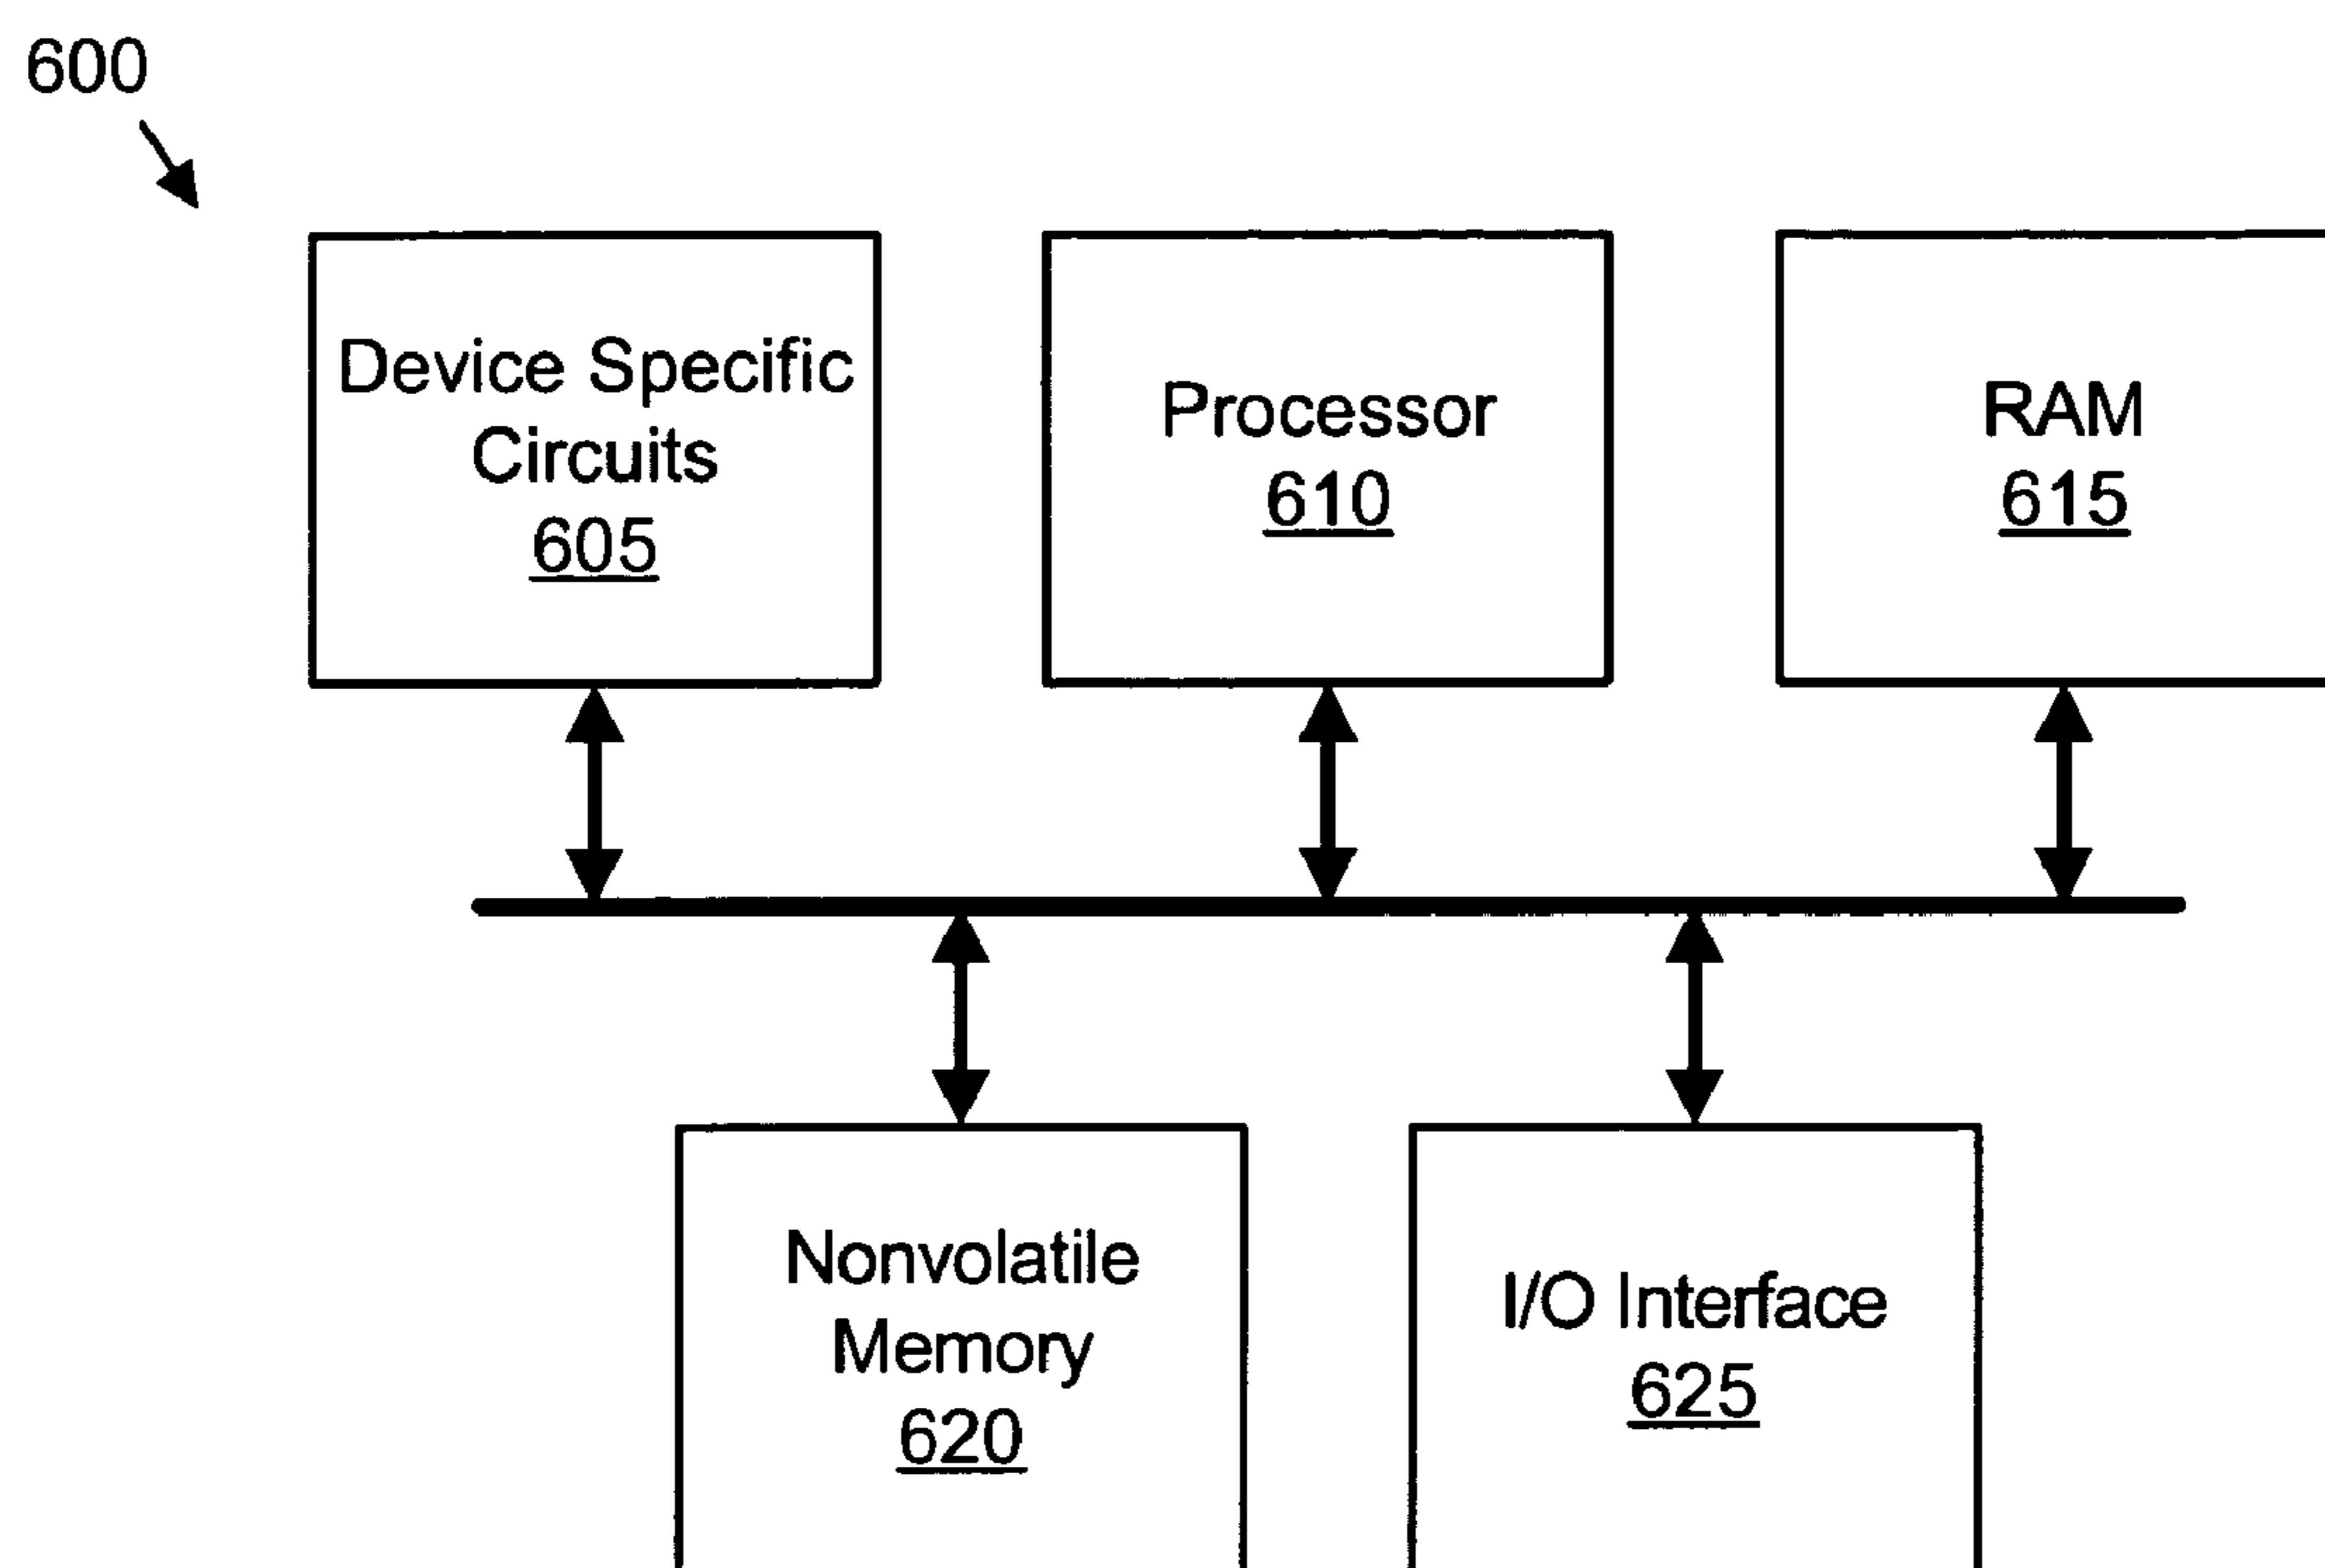 600
Device Specific
Circuits
605
Processor
610
RAM
615
Nonvolatile
Memory
620
I/O Interface
625